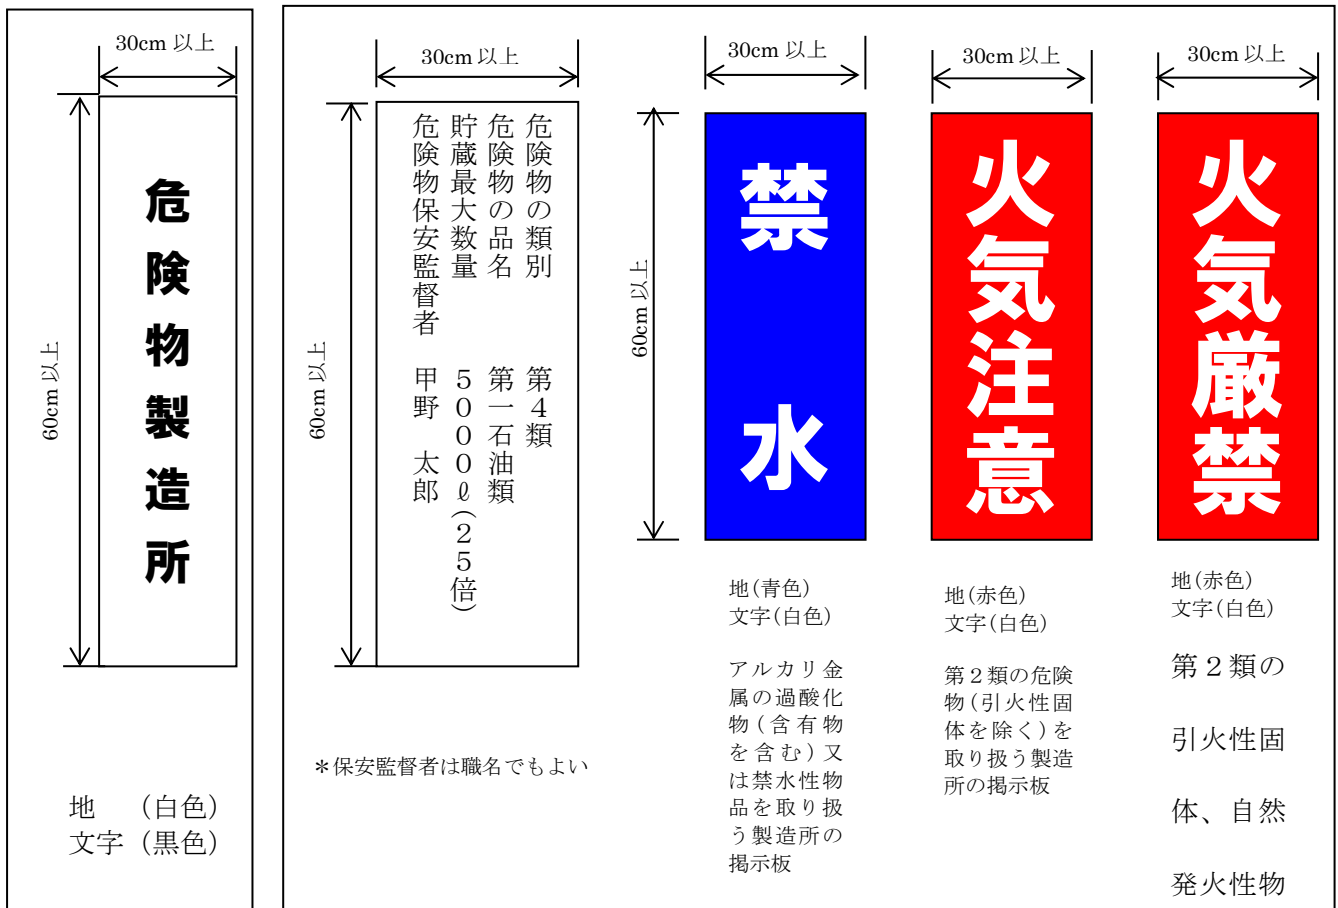 30cm 以上
60cm 以上
危険物製造所
地　（白色）
文字（黒色）
30cm 以上
60cm 以上
危険物の類別　第４類
危険物の品名　第一石油類
貯蔵最大数量　５０００ℓ（２５倍）
危険物保安監督者　甲野　太郎
＊保安監督者は職名でもよい
30cm 以上
60cm 以上
禁水
地(青色)
文字(白色)
アルカリ金
属の過酸化
物(含有物
を含む)又
は禁水性物
品を取り扱
う製造所の
掲示板
30cm 以上
火気注意
地(赤色)
文字(白色)
第２類の危険
物(引火性固
体を除く)を
取り扱う製造
所の掲示板
30cm 以上
火気厳禁
地(赤色)
文字(白色)
第２類の
引火性固
体、自然
発火性物